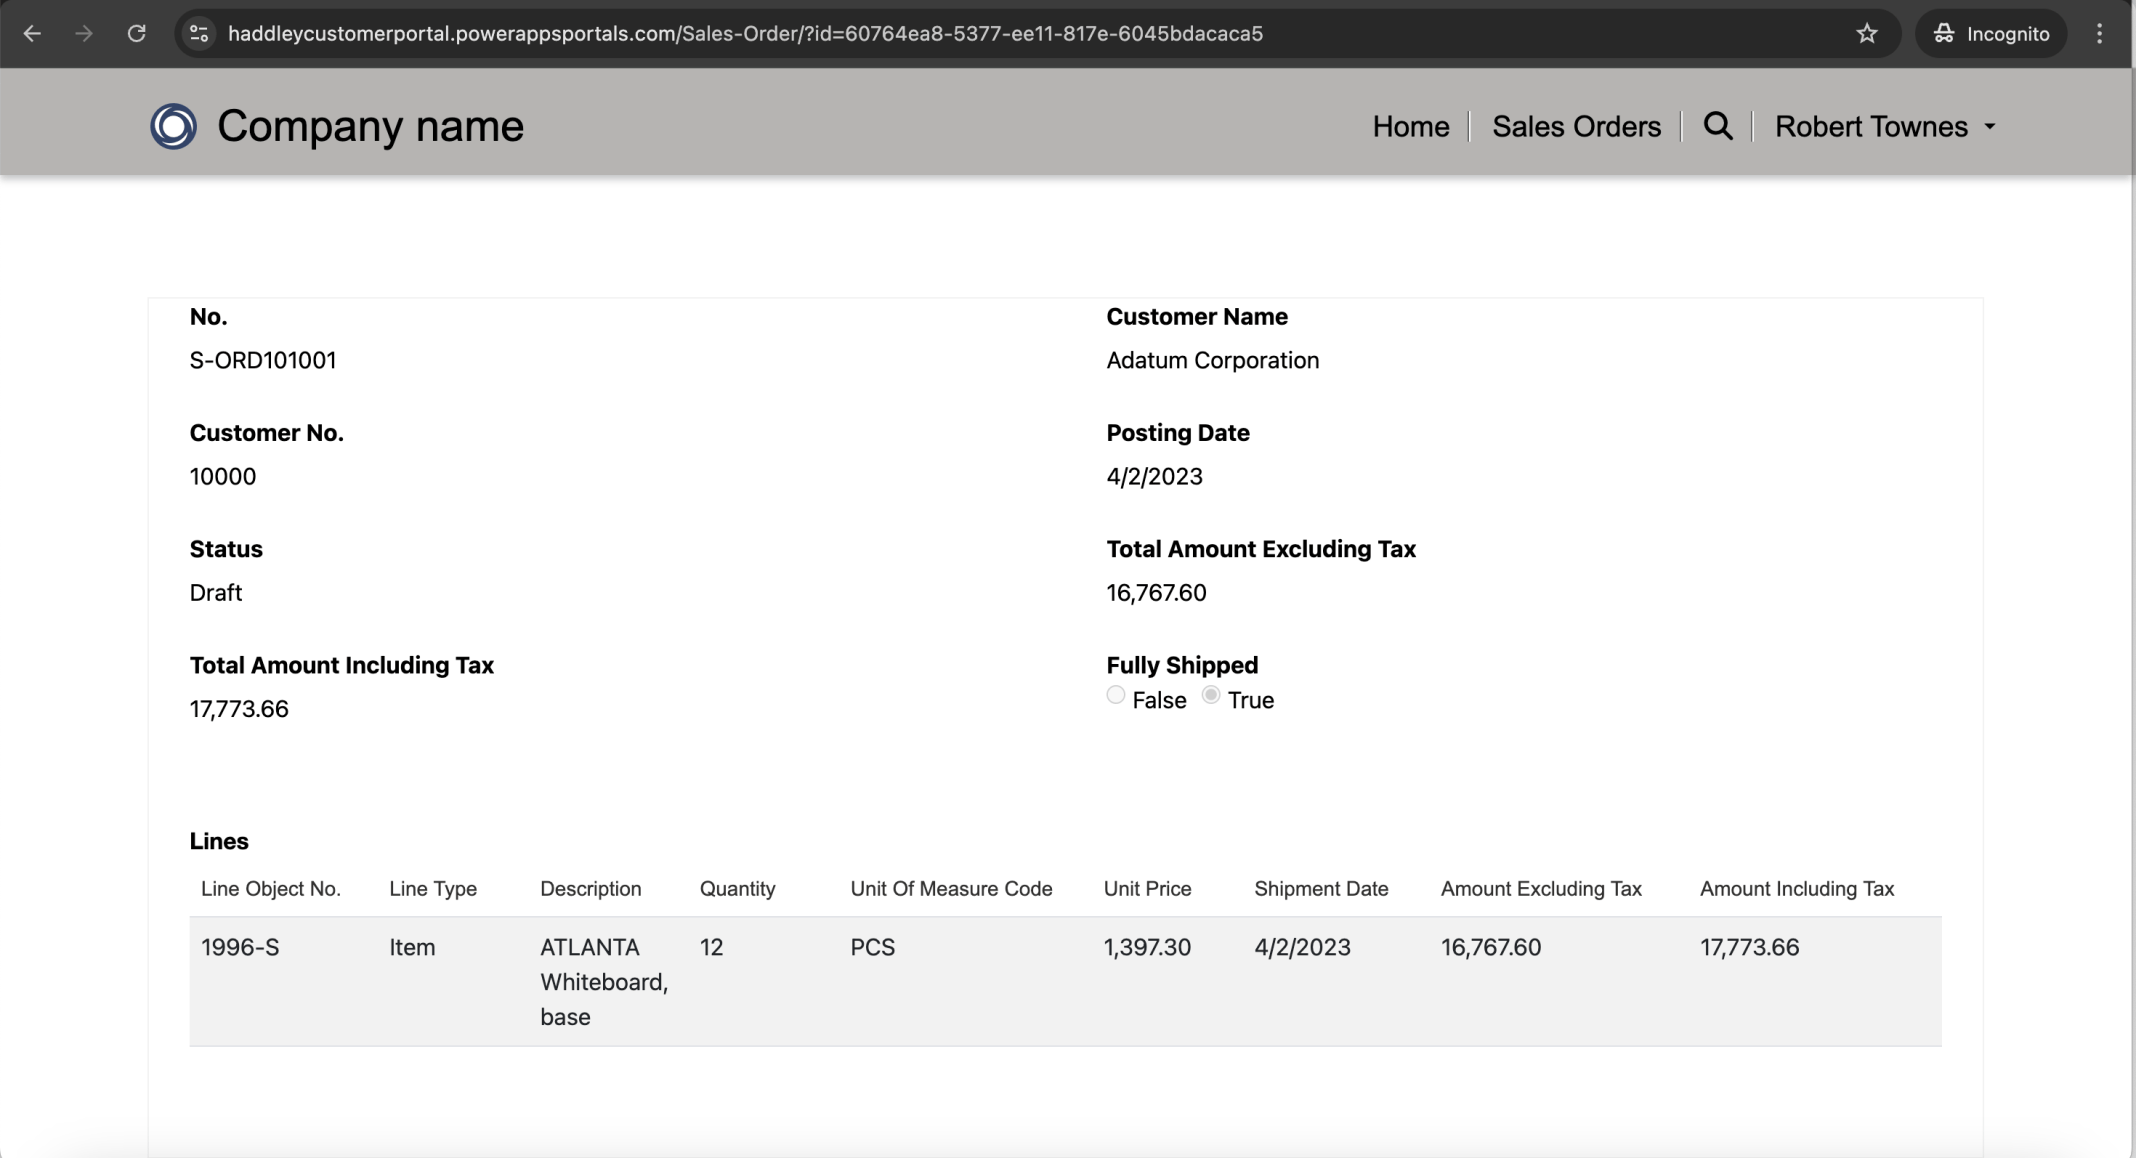 haddleycustomerportal.powerappsportals.com/Sales-Order/?id=60764ea8-5377-ee11-817e-6045bdacaca5
Incognito
Company name
Home
Sales Orders
Robert Townes
No.
S-ORD101001
Customer Name
Adatum Corporation
Customer No.
10000
Posting Date
4/2/2023
Status
Draft
Total Amount Excluding Tax
16,767.60
Total Amount Including Tax
17,773.66
Fully Shipped
False True
Lines
Line Object No. Line Type Description Quantity Unit Of Measure Code Unit Price Shipment Date Amount Excluding Tax Amount Including Tax
1996-S Item ATLANTA 12 PCS 1,397.30 4/2/2023 16,767.60 17,773.66
Whiteboard,
base